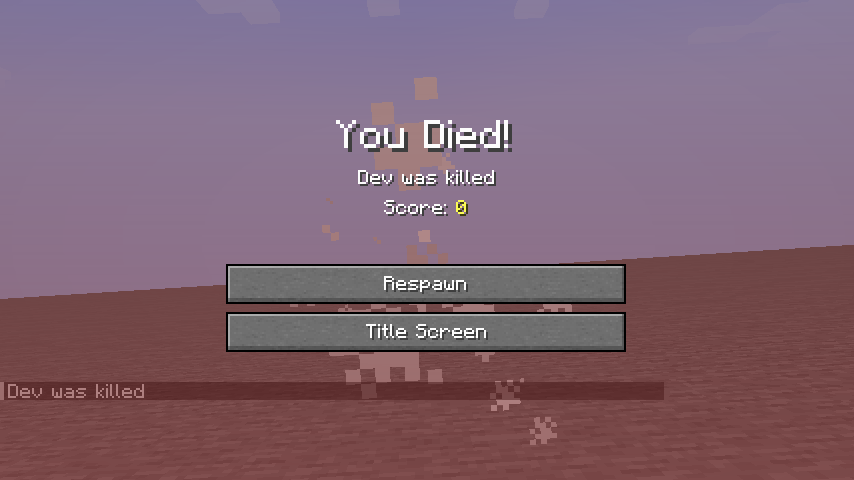 You Died!
Dev was killed
Score: 0
Respawn
Title Screen
Dev was killed